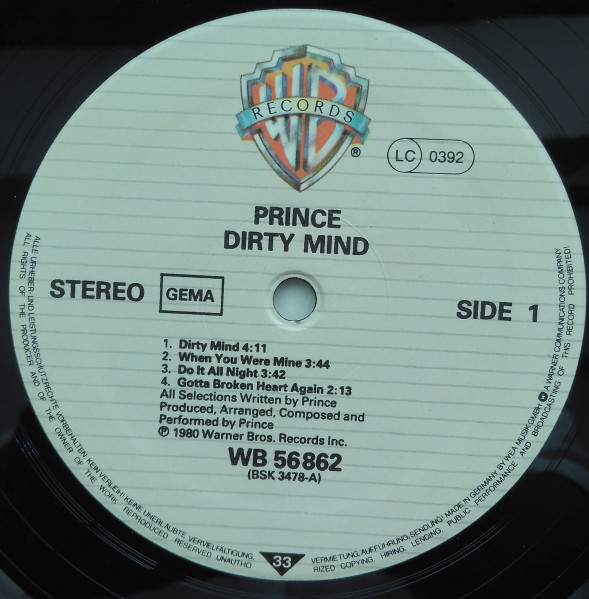 WB
RECORDS
®
LC 0392
PRINCE
DIRTY MIND
STEREO GEMA
SIDE 1
1. Dirty Mind 4:11
2. When You Were Mine 3:44
3. Do It All Night 3:42
4. Gotta Broken Heart Again 2:13
All Selections Written by Prince
Produced, Arranged, Composed and
Performed by Prince
℗ 1980 Warner Bros. Records Inc.
WB 56862
(BSK 3478-A)
33
ALLE URHEBER- UND LEISTUNGSSCHUTZRECHTE VORBEHALTEN. KEIN VERLEIH! KEINE UNERLAUBTE VERVIELFÄLTIGUNG, VERMIETUNG, AUFFÜHRUNG, SENDUNG! MADE IN GERMANY BY WEA MUSIK GMBH A WARNER COMMUNICATIONS COMPANY
ALL RIGHTS OF THE PRODUCER AND OF THE OWNER OF THE WORK REPRODUCED RESERVED. UNAUTHORIZED COPYING, HIRING, LENDING, PUBLIC PERFORMANCE AND BROADCASTING OF THIS RECORD PROHIBITED!